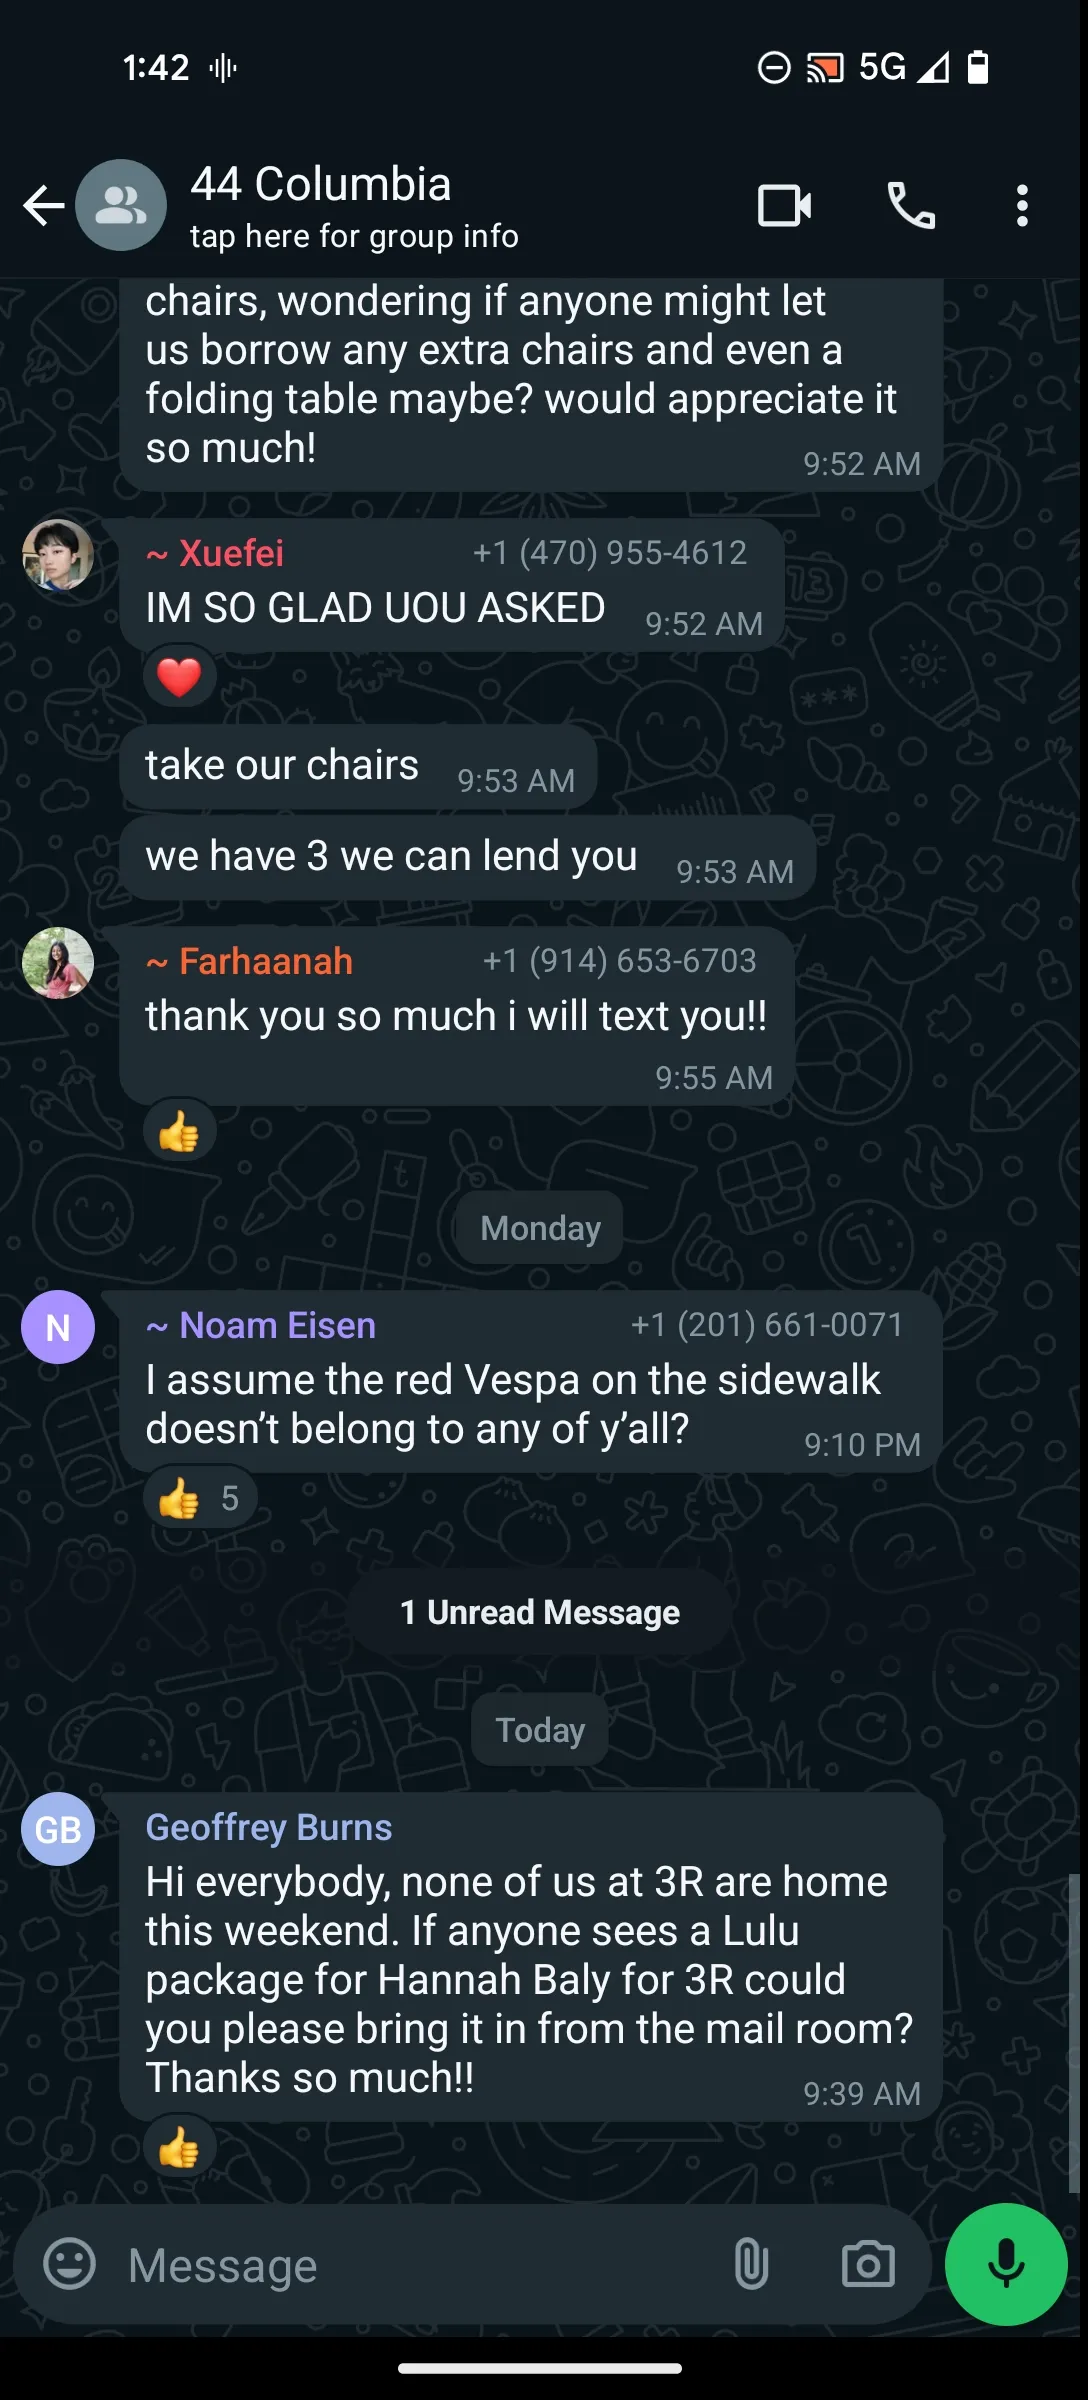 1:42
5G
44 Columbia
tap here for group info
chairs, wondering if anyone might let
us borrow any extra chairs and even a
folding table maybe? would appreciate it
so much!
9:52 AM
~ Xuefei +1 (470) 955-4612
IM SO GLAD UOU ASKED 9:52 AM
take our chairs 9:53 AM
we have 3 we can lend you 9:53 AM
~ Farhaanah +1 (914) 653-6703
thank you so much i will text you!!
9:55 AM
Monday
N
~ Noam Eisen +1 (201) 661-0071
I assume the red Vespa on the sidewalk
doesn’t belong to any of y’all?
9:10 PM
5
1 Unread Message
Today
GB
Geoffrey Burns
Hi everybody, none of us at 3R are home
this weekend. If anyone sees a Lulu
package for Hannah Baly for 3R could
you please bring it in from the mail room?
Thanks so much!!
9:39 AM
Message